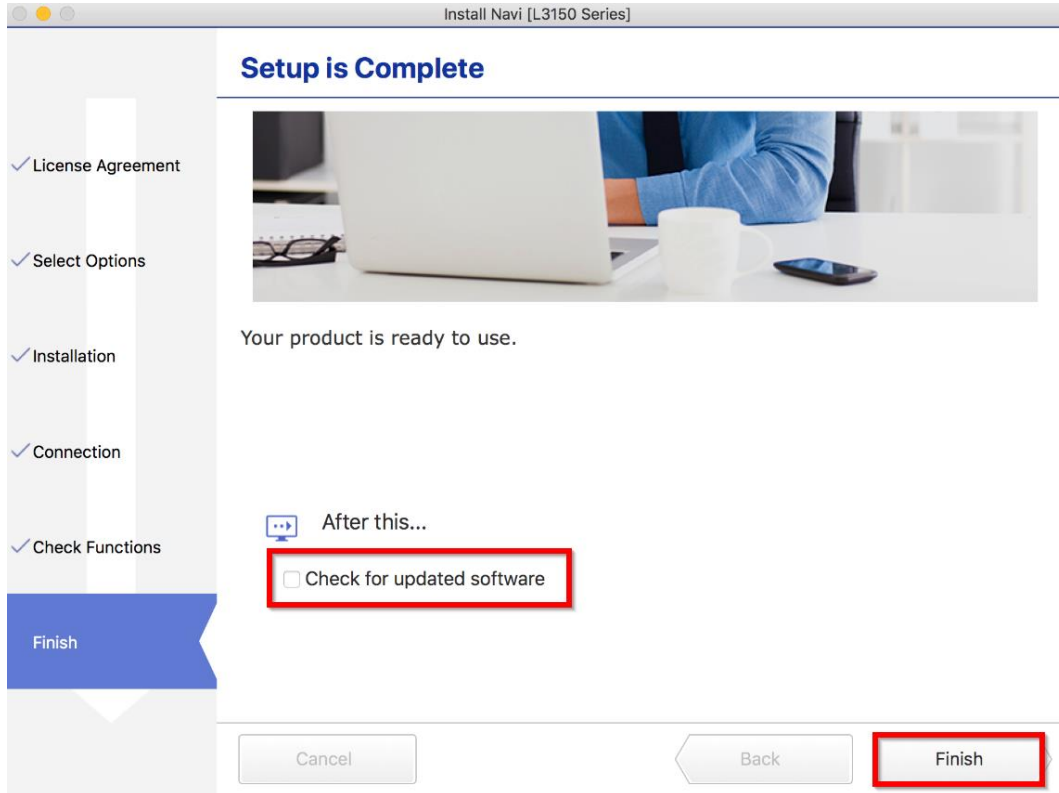 Install Navi [L3150 Series]
Setup is Complete
License Agreement
Select Options
Installation
Connection
Check Functions
Finish
Your product is ready to use.
After this...
Check for updated software
Cancel
Back
Finish